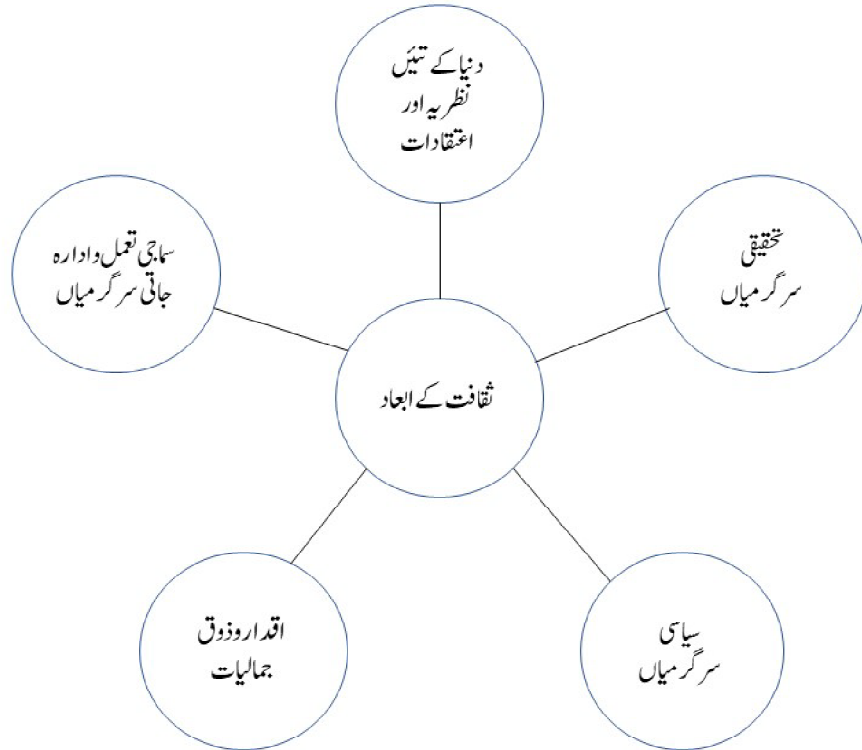 دنیا کے تئیں
نظریہ اور
اعتقادات
تحقیقی
سرگرمیاں
سماجی تعمل و ادارہ
جاتی سرگرمیاں
ثقافت کے ابعاد
اقدار و ذوق
جمالیات
سیاسی
سرگرمیاں